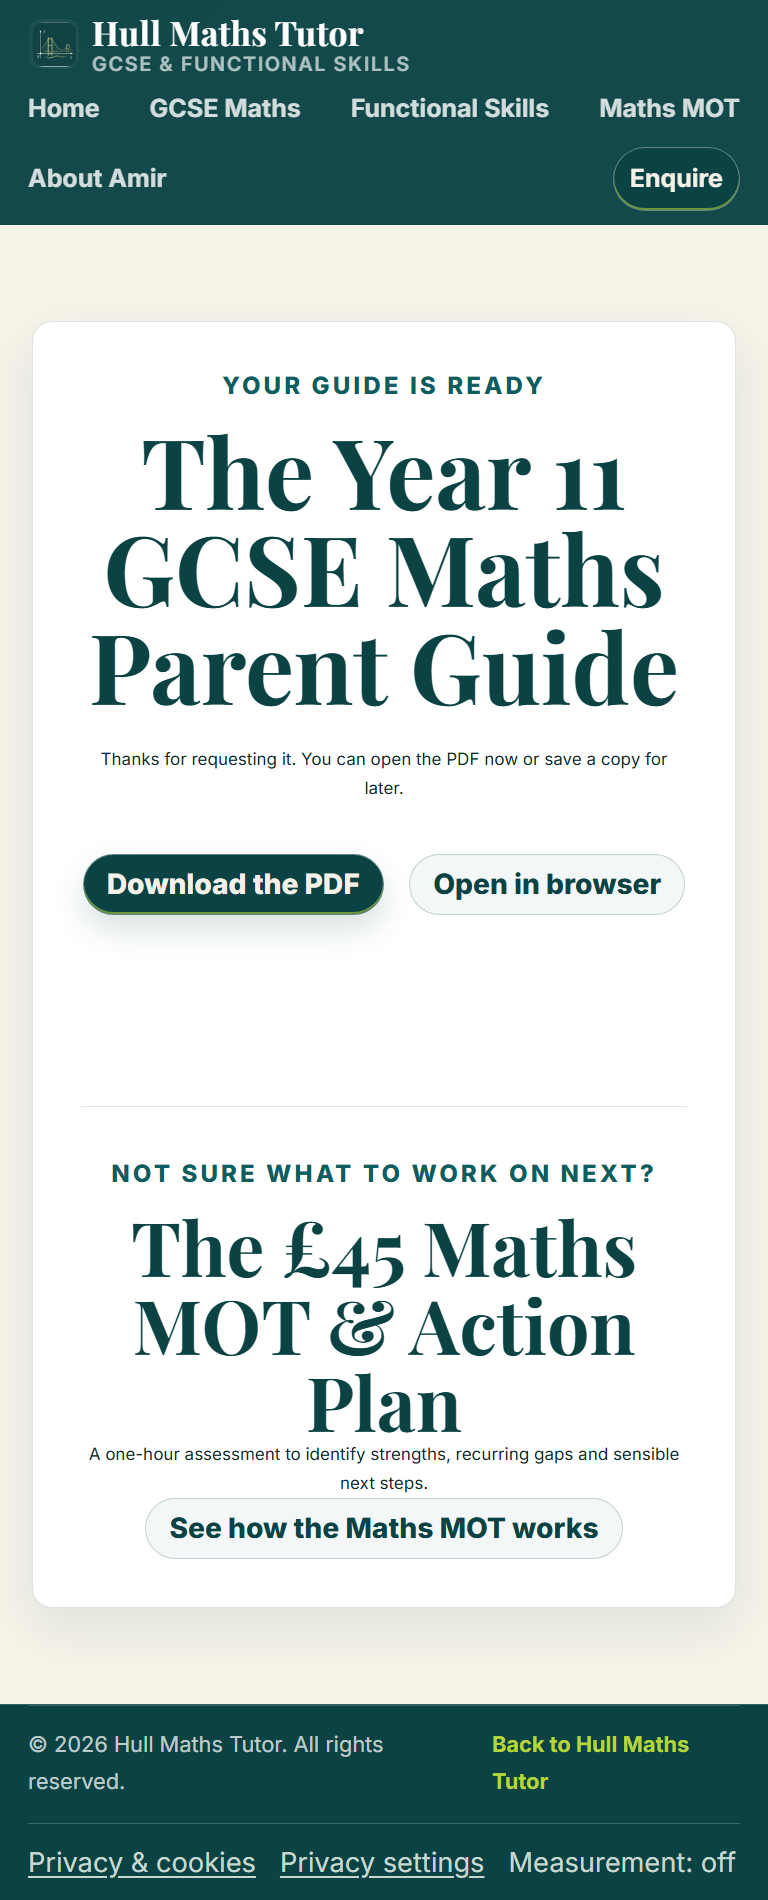 Hull Maths Tutor
GCSE & FUNCTIONAL SKILLS
Home GCSE Maths Functional Skills Maths MOT
About Amir Enquire
YOUR GUIDE IS READY
The Year 11
GCSE Maths
Parent Guide
Thanks for requesting it. You can open the PDF now or save a copy for
later.
Download the PDF Open in browser
NOT SURE WHAT TO WORK ON NEXT?
The £45 Maths
MOT & Action
Plan
A one-hour assessment to identify strengths, recurring gaps and sensible
next steps.
See how the Maths MOT works
© 2026 Hull Maths Tutor. All rights
reserved.
Back to Hull Maths
Tutor
Privacy & cookies Privacy settings Measurement: off